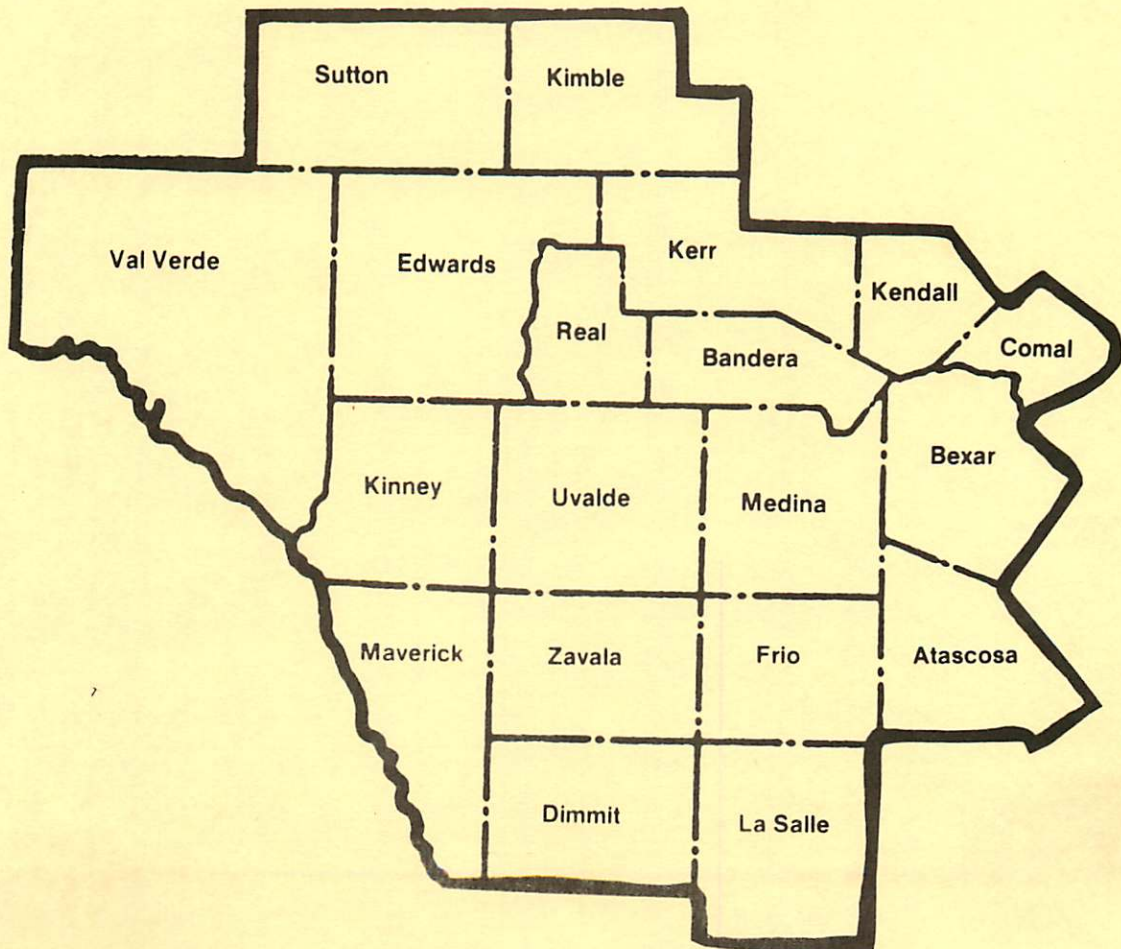 Sutton
Kimble
Val Verde
Edwards
Kerr
Kendall
Real
Bandera
Comal
Kinney
Uvalde
Medina
Bexar
Maverick
Zavala
Frio
Atascosa
Dimmit
La Salle